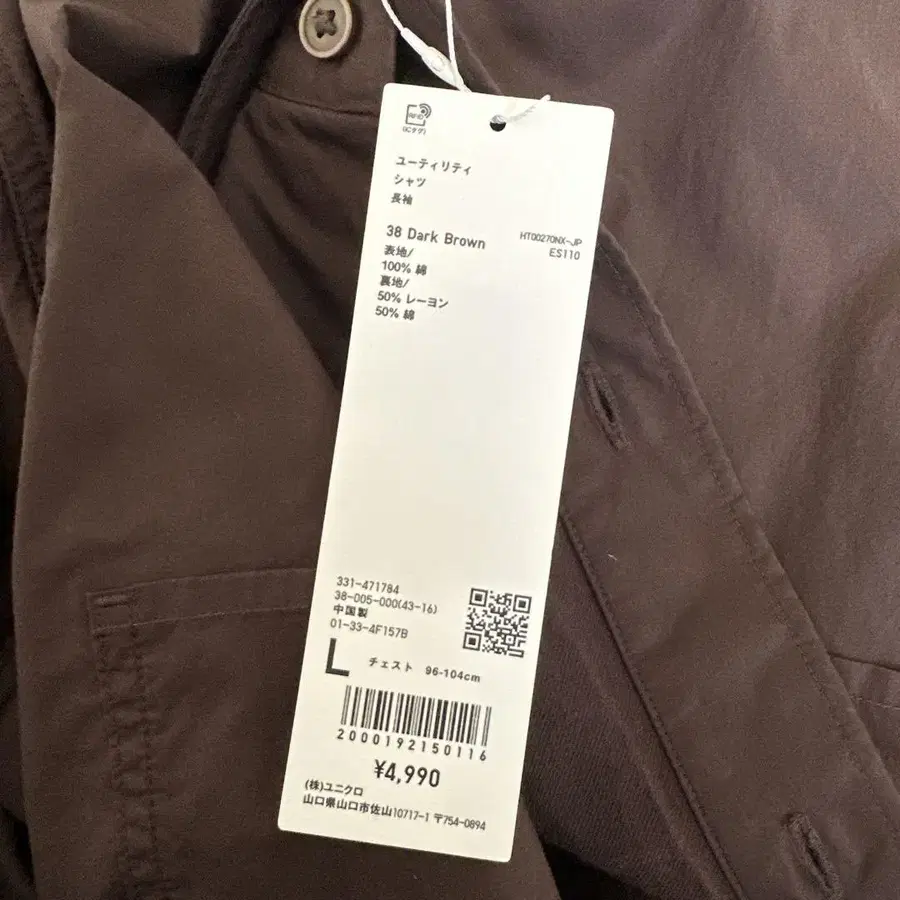 RFID
(ICタグ)
ユーティリティ
シャツ
長袖
38 Dark Brown
HT00270NX-JP
ES110
表地/
100% 綿
裏地/
50% レーヨン
50% 綿
331-471784
38-005-000(43-16)
中国製
01-33-4F157B
L チェスト 96-104cm
2000192150116
¥4,990
(株)ユニクロ
山口県山口市佐山10717-1 〒754-0894